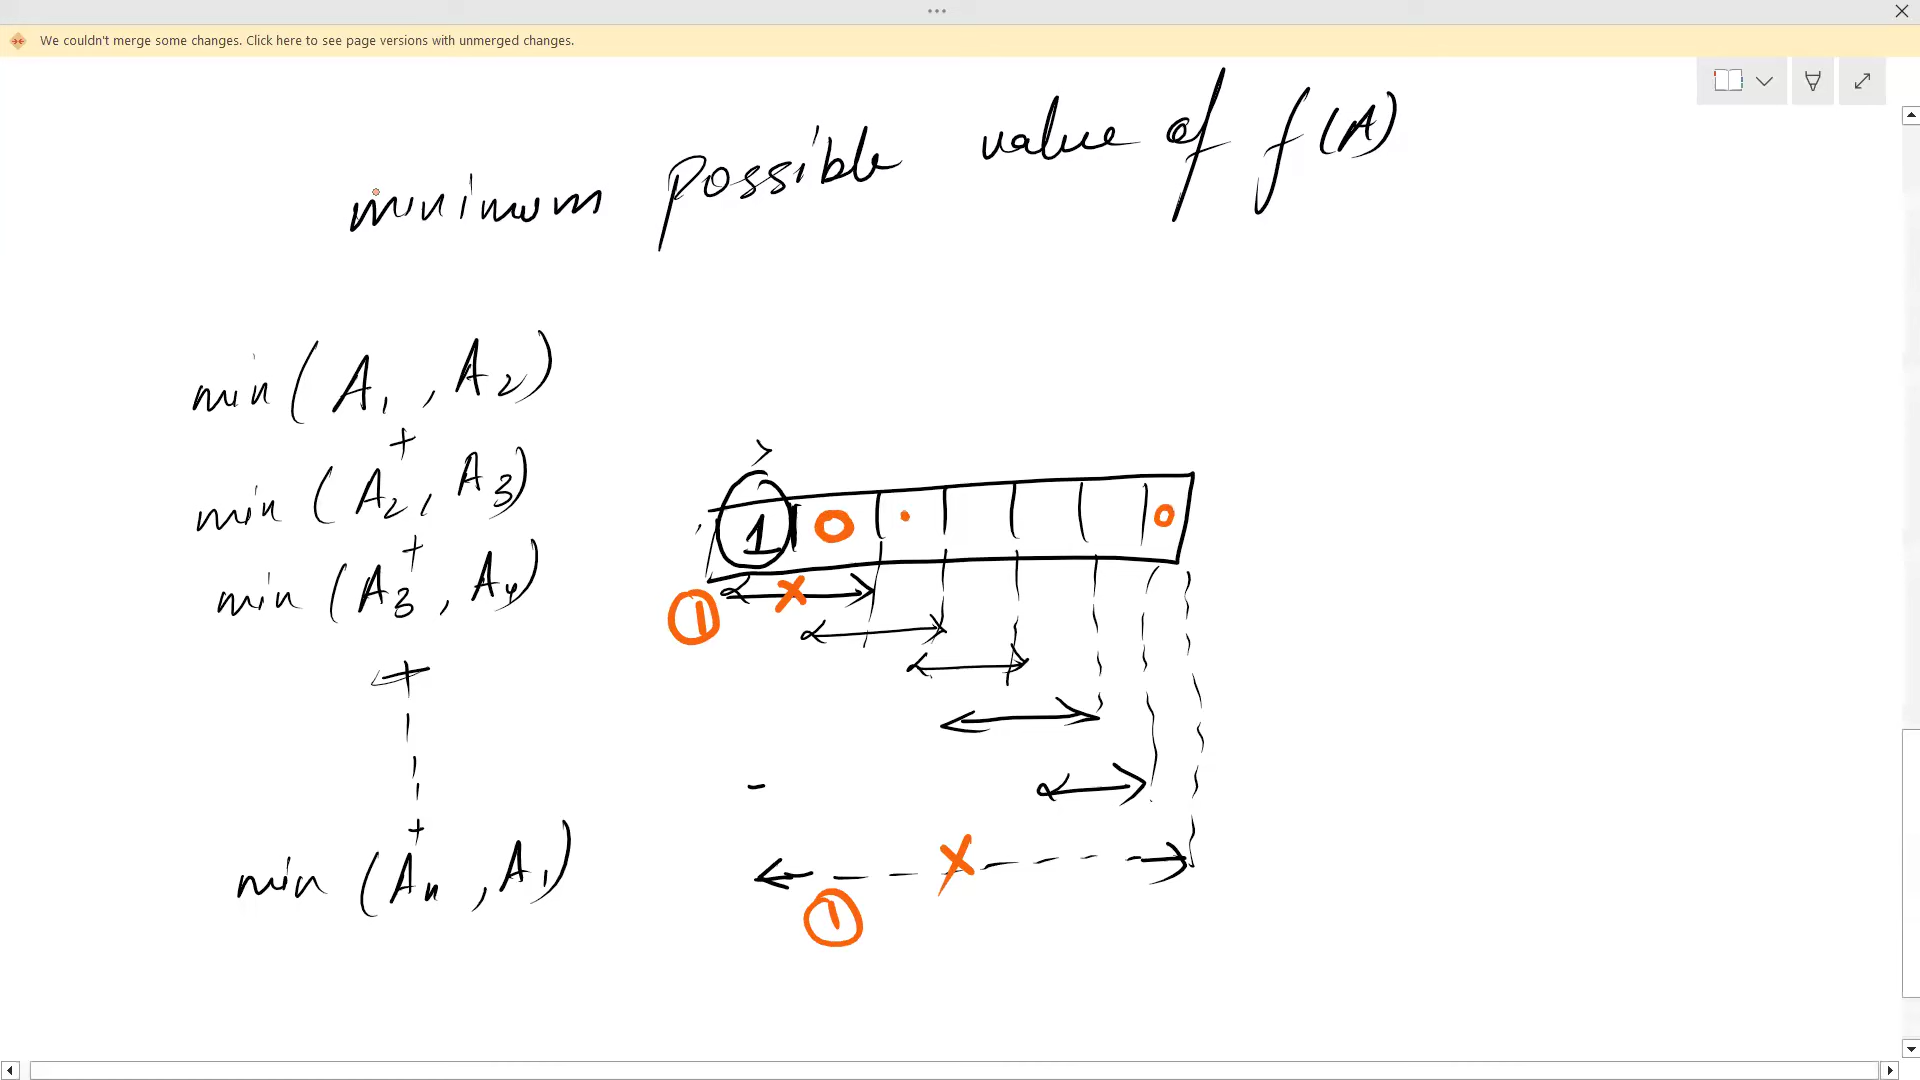 We couldn't merge some changes. Click here to see page versions with unmerged changes.
minimum possible value of f(A)
min (A1, A2)
+
min (A2, A3)
+
min (A3, A4)
+
+
min (An, A1)
1 0 0
1
x
x
1